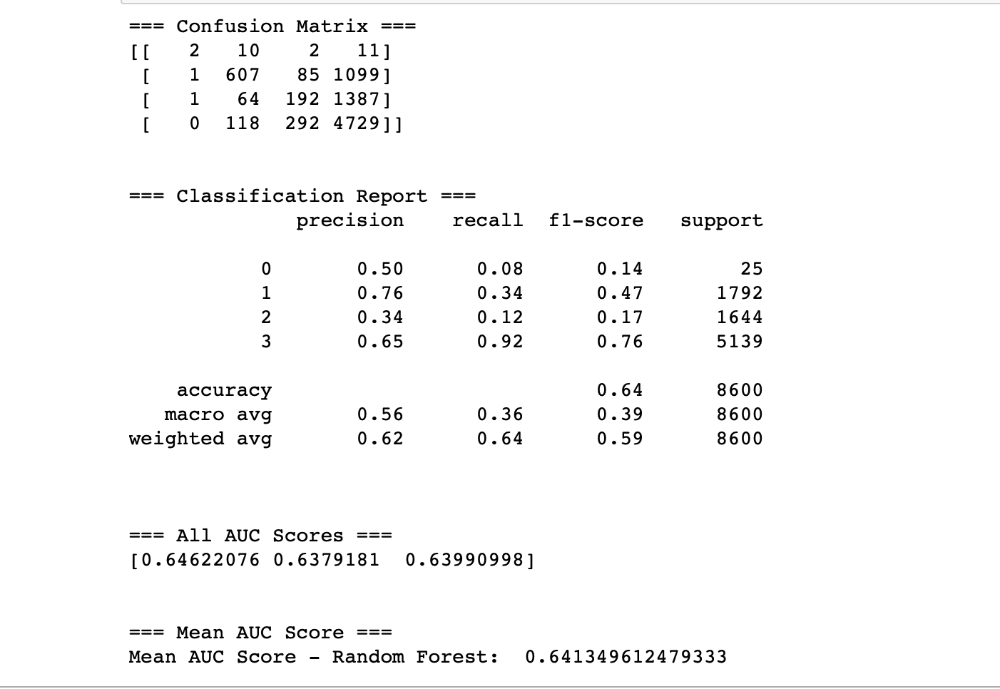 === Confusion Matrix ===
[[   2   10    2   11]
 [   1  607   85 1099]
 [   1   64  192 1387]
 [   0  118  292 4729]]
=== Classification Report ===
              precision    recall  f1-score   support
           0       0.50      0.08      0.14        25
           1       0.76      0.34      0.47      1792
           2       0.34      0.12      0.17      1644
           3       0.65      0.92      0.76      5139
    accuracy                           0.64      8600
   macro avg       0.56      0.36      0.39      8600
weighted avg       0.62      0.64      0.59      8600
=== All AUC Scores ===
[0.64622076 0.6379181  0.63990998]
=== Mean AUC Score ===
Mean AUC Score - Random Forest:  0.641349612479333